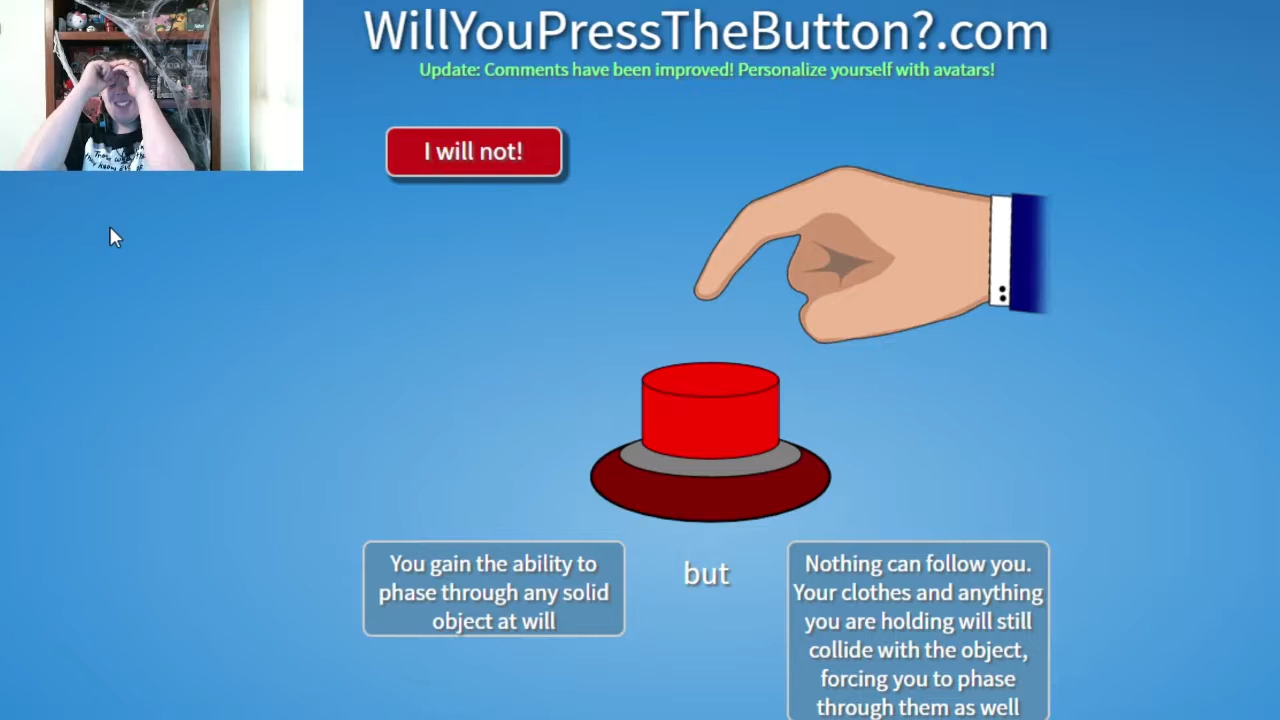 WillYouPressTheButton?.com
Update: Comments have been improved! Personalize yourself with avatars!
I will not!
You gain the ability to
phase through any solid
object at will
but
Nothing can follow you.
Your clothes and anything
you are holding will still
collide with the object,
forcing you to phase
through them as well